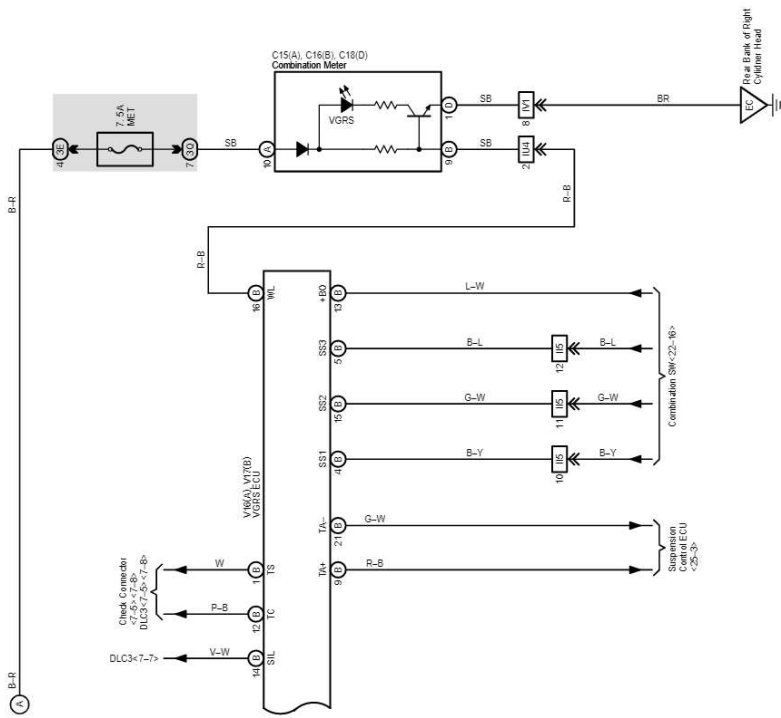 C15(A), C16(B), C18(D)
Combination Meter
7. 5A
MET
4
3E
7
3Q
SB
10
A
VGRS
1
D
SB
8
IV1
BR
EC
Rear Bank of Right
Cylidner Head
9
B
SB
2
IU4
R–B
B–R
R–B
16
B
WL
+BO
13
B
L–W
SS3
5
B
B–L
12
II5
B–L
SS2
15
B
G–W
11
II5
G–W
SS1
4
B
B–Y
10
II5
B–Y
Combination SW<22–16>
V16(A), V17(B)
VGRS ECU
TA–
21
B
G–W
TA+
9
B
R–B
Suspension
Control ECU
<25–3>
Check Connector
<7–5><7–8>
DLC3<7–5><7–8>
W
1
B
TS
P–B
12
B
TC
DLC3<7–7>
V–W
14
B
SIL
B–R
A